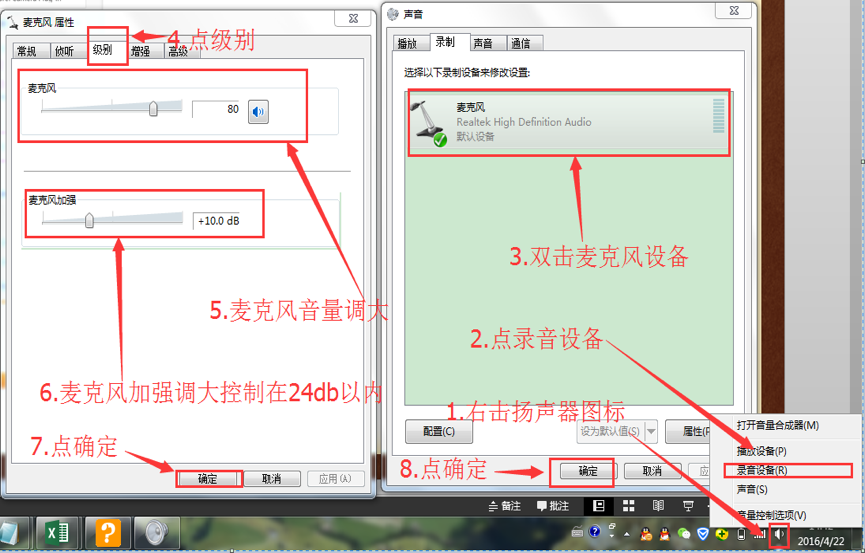 麦克风 属性
4.点级别
常规
侦听
级别
增强
高级
麦克风
80
麦克风加强
+10.0 dB
5.麦克风音量调大
6.麦克风加强调大控制在24db以内
7.点确定
确定
取消
应用(A)
声音
播放
录制
声音
通信
选择以下录制设备来修改设置:
麦克风
Realtek High Definition Audio
默认设备
3.双击麦克风设备
2.点录音设备
1.右击扬声器图标
配置(C)
设为默认值(S)
属性(P
8.点确定
确定
取消
打开音量合成器(M)
播放设备(P)
录音设备(R)
声音(S)
音量控制选项(V)
备注
批注
2016/4/22